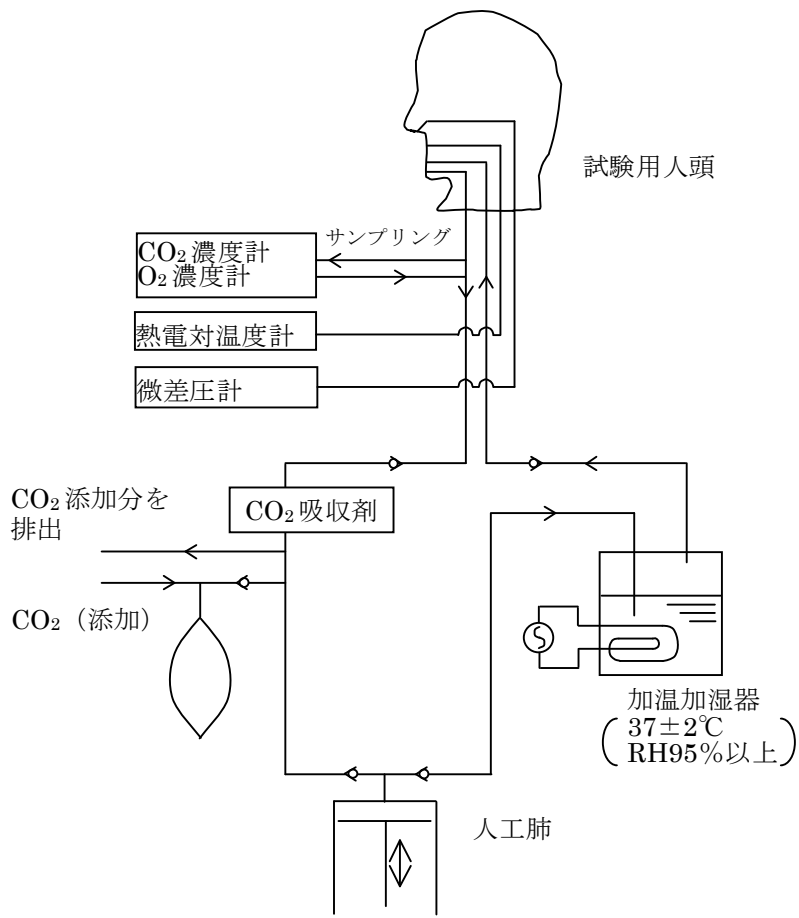 試験用人頭
サンプリング
CO₂濃度計
O₂濃度計
熱電対温度計
微差圧計
CO₂添加分を
排出
CO₂吸収剤
CO₂（添加）
加温加湿器
37±2℃
RH95%以上
人工肺